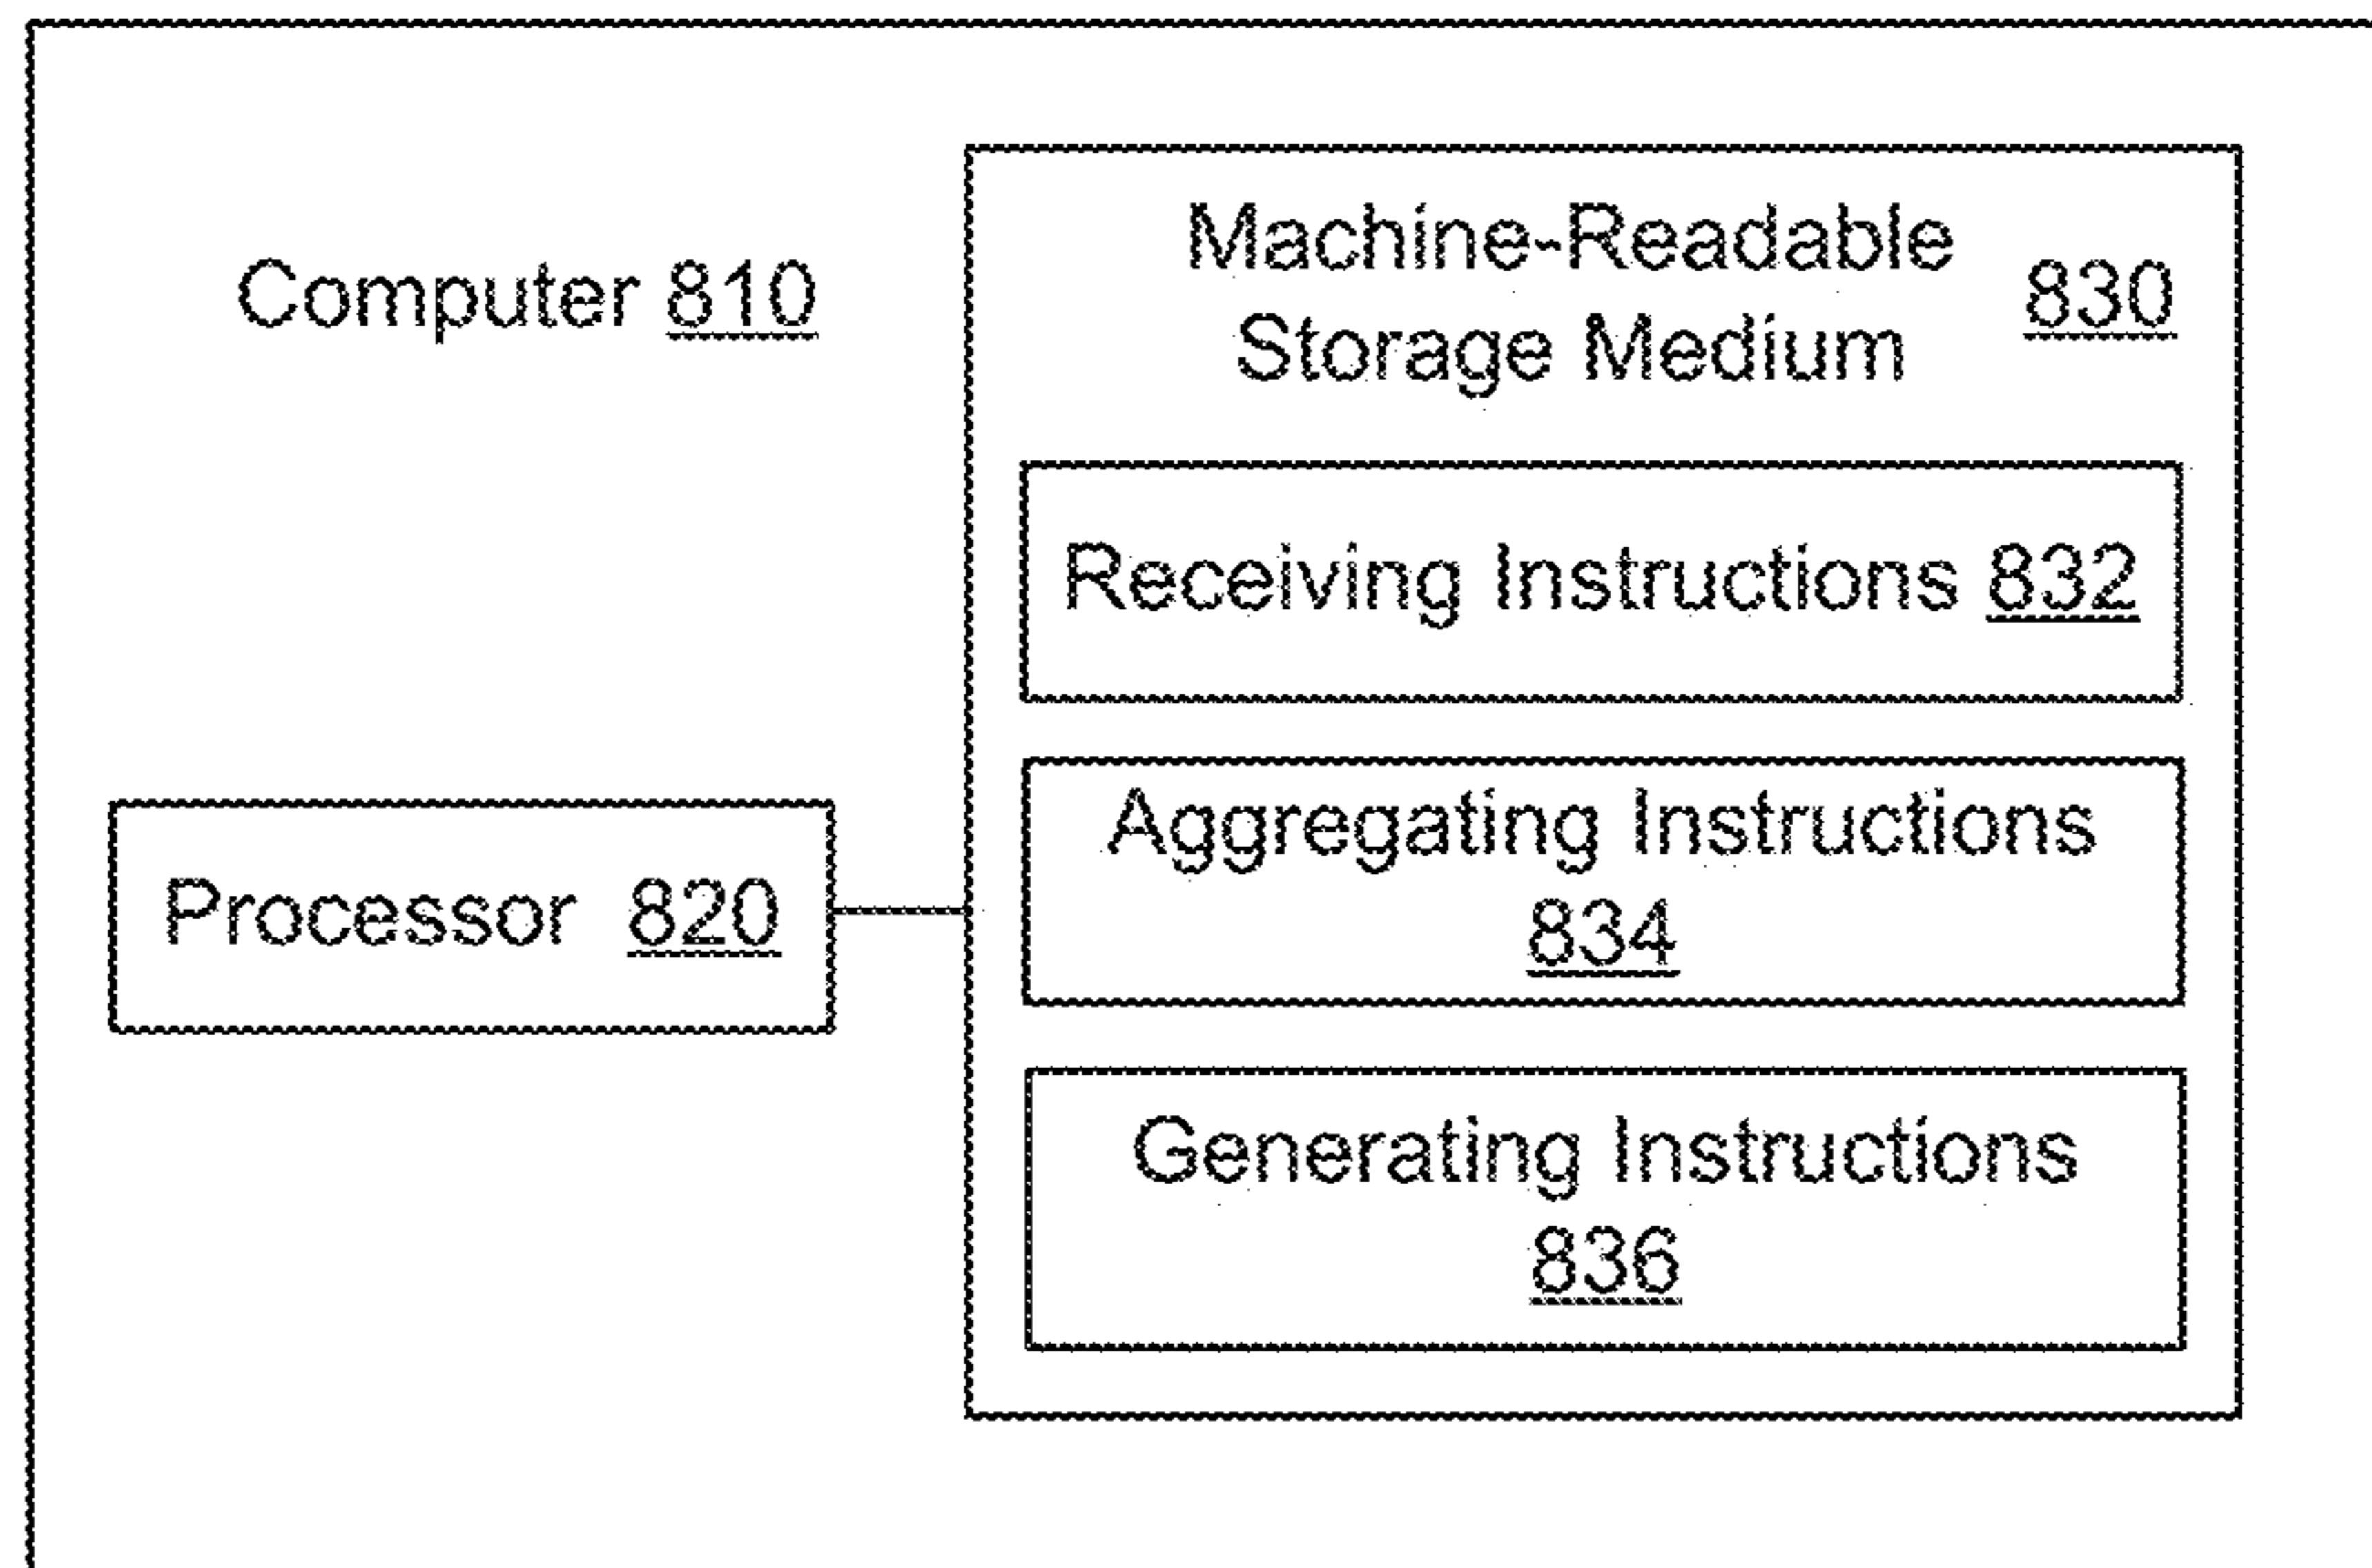 Computer 810
Machine-Readable
Storage Medium 830
Receiving Instructions 832
Aggregating Instructions
834
Processor 820
Generating Instructions
836